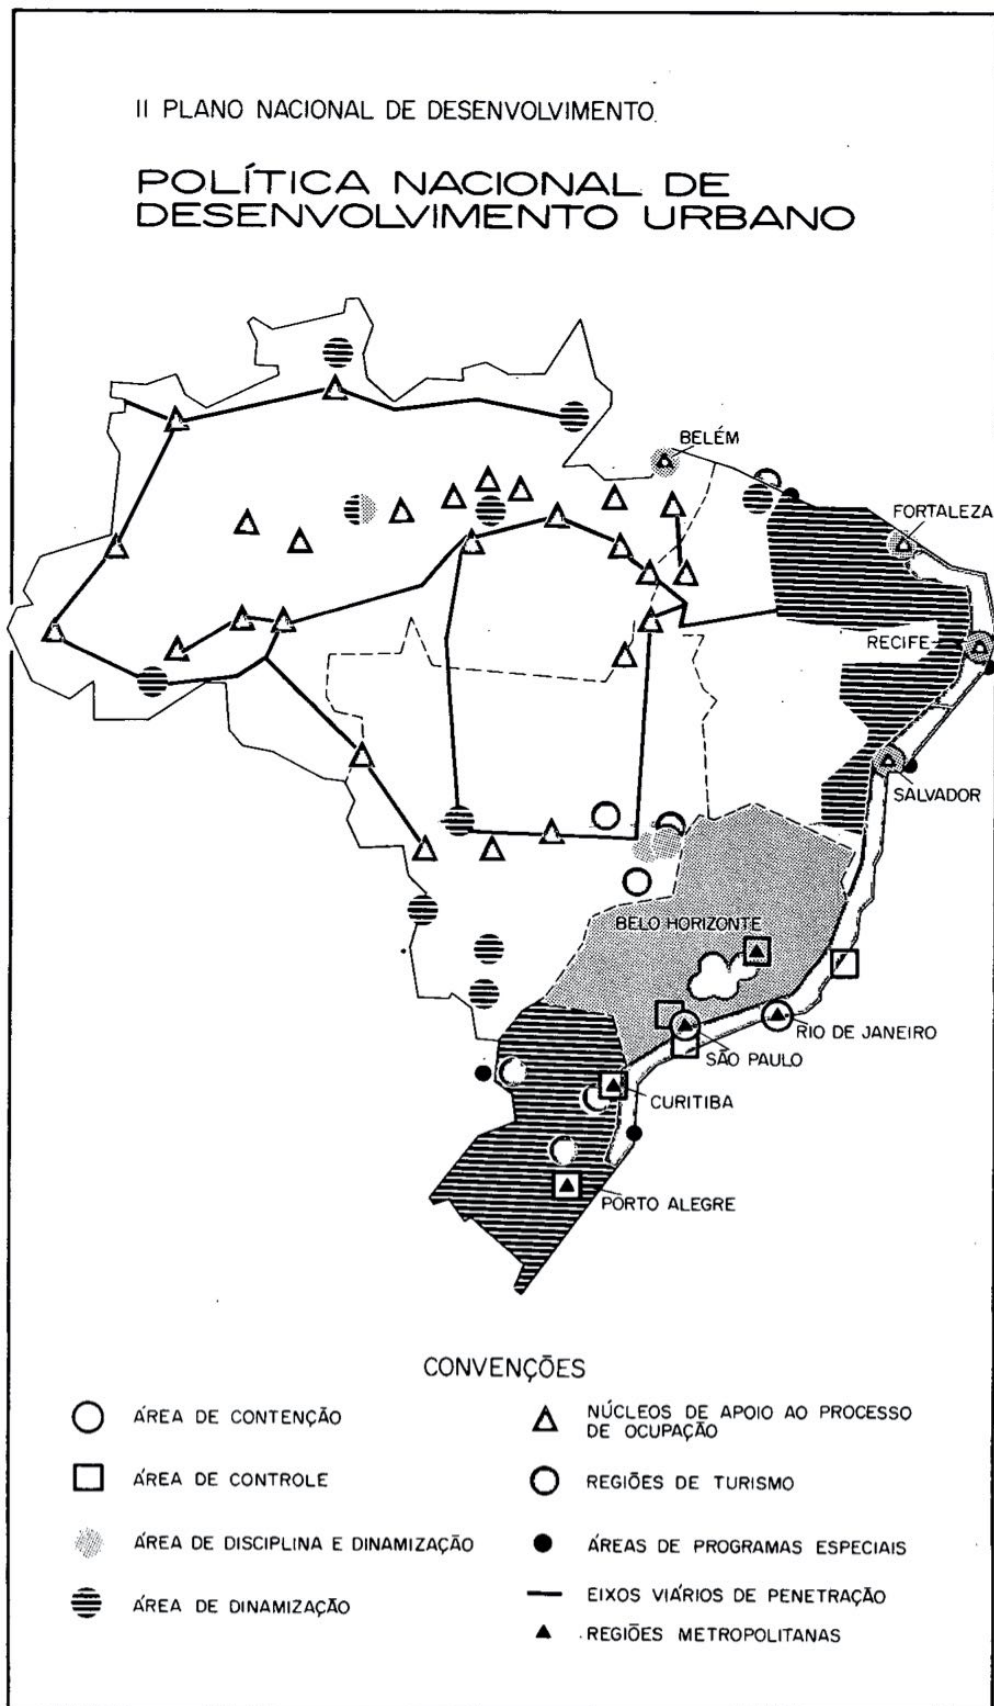 II PLANO NACIONAL DE DESENVOLVIMENTO
POLÍTICA NACIONAL DE
DESENVOLVIMENTO URBANO
BELÉM
FORTALEZA
RECIFE
SALVADOR
BELO HORIZONTE
RIO DE JANEIRO
SÃO PAULO
CURITIBA
PORTO ALEGRE
CONVENÇÕES
ÁREA DE CONTENÇÃO
ÁREA DE CONTROLE
ÁREA DE DISCIPLINA E DINAMIZAÇÃO
ÁREA DE DINAMIZAÇÃO
NÚCLEOS DE APOIO AO PROCESSO
DE OCUPAÇÃO
REGIÕES DE TURISMO
ÁREAS DE PROGRAMAS ESPECIAIS
EIXOS VIÁRIOS DE PENETRAÇÃO
REGIÕES METROPOLITANAS